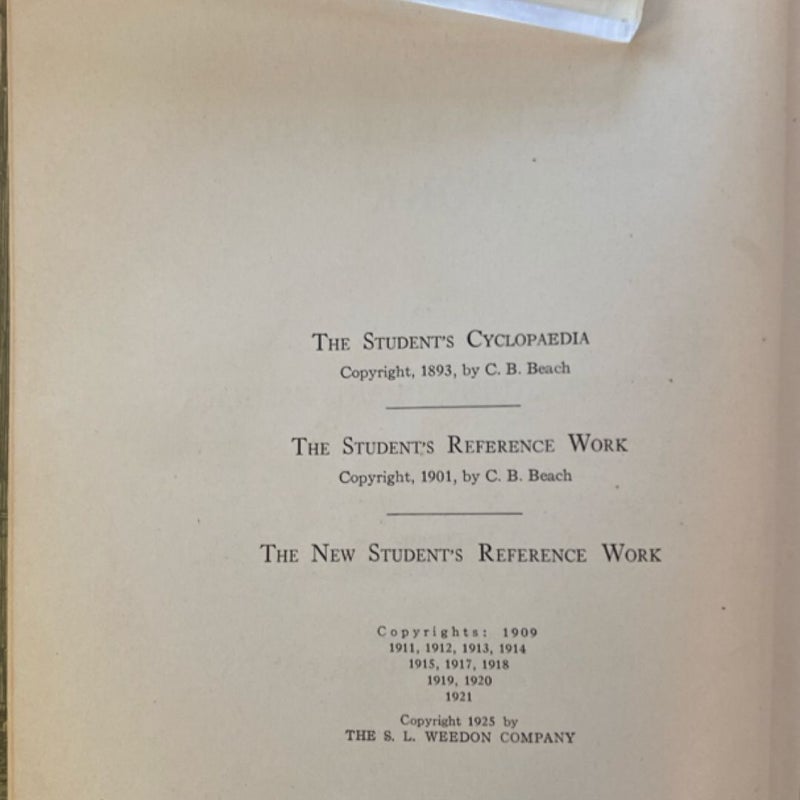 The Student's Cyclopaedia
Copyright, 1893, by C. B. Beach
The Student's Reference Work
Copyright, 1901, by C. B. Beach
The New Student's Reference Work
Copyrights: 1909
1911, 1912, 1913, 1914
1915, 1917, 1918
1919, 1920
1921
Copyright 1925 by
THE S. L. WEEDON COMPANY